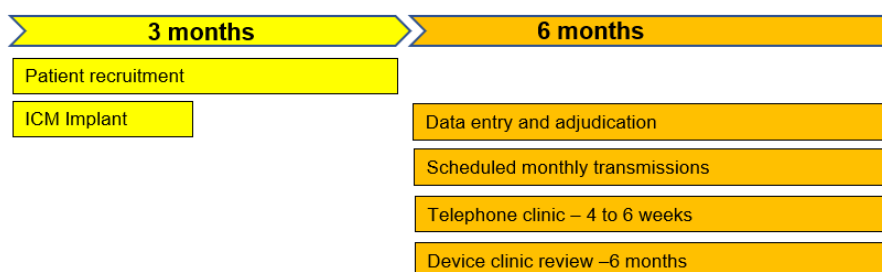 3 months
6 months
Patient recruitment
ICM Implant
Data entry and adjudication
Scheduled monthly transmissions
Telephone clinic – 4 to 6 weeks
Device clinic review –6 months